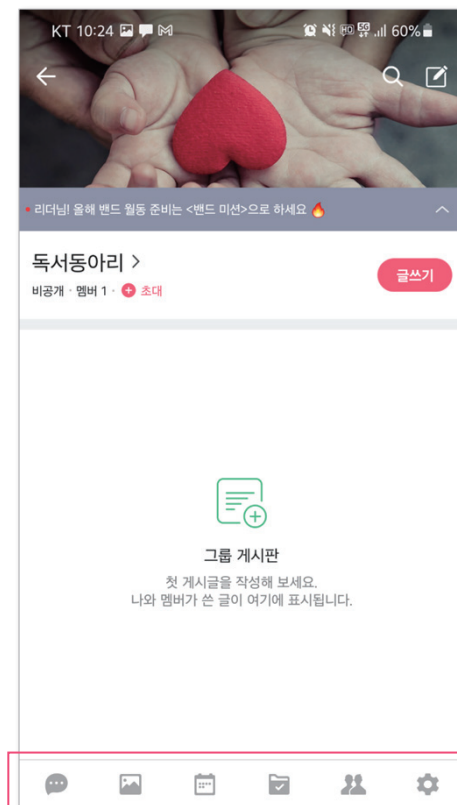 KT 10:24 HD 5G 60%
리더님! 올해 밴드 월동 준비는 <밴드 미션>으로 하세요
독서동아리 >
글쓰기
비공개 · 멤버 1 · 초대
그룹 게시판
첫 게시글을 작성해 보세요.
나와 멤버가 쓴 글이 여기에 표시됩니다.